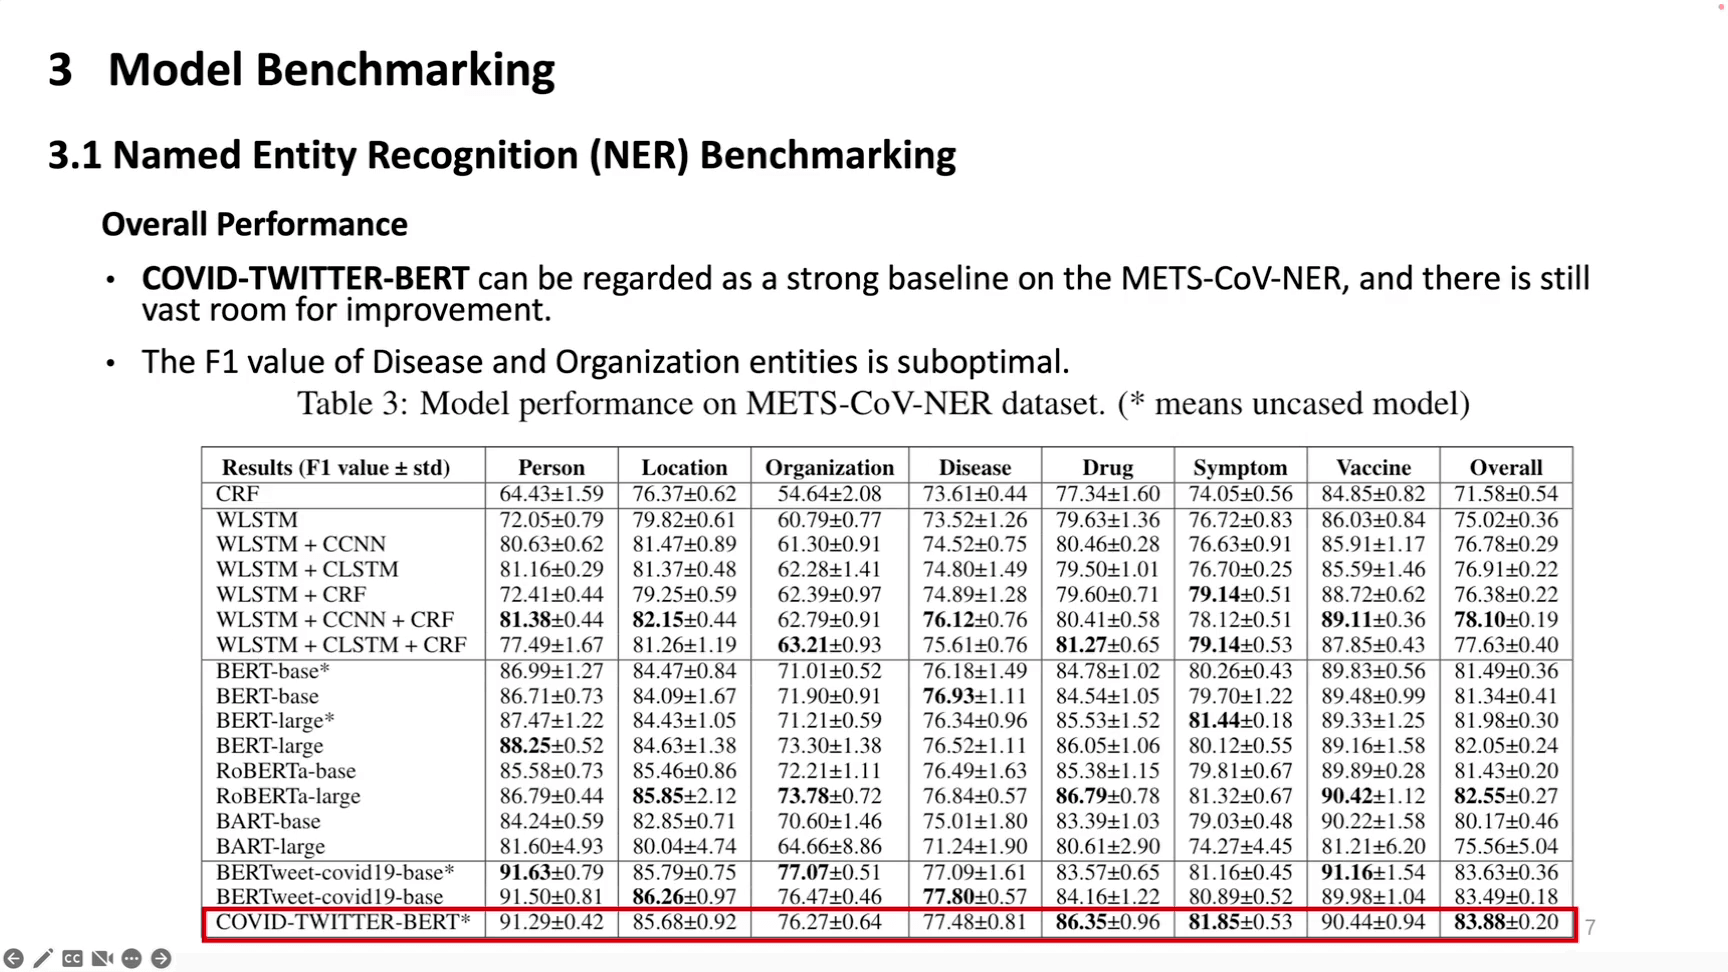 3 Model Benchmarking
3.1 Named Entity Recognition (NER) Benchmarking
Overall Performance
• COVID-TWITTER-BERT can be regarded as a strong baseline on the METS-CoV-NER, and there is still
vast room for improvement.
• The F1 value of Disease and Organization entities is suboptimal.
Table 3: Model performance on METS-CoV-NER dataset. (* means uncased model)
Results (F1 value ± std) Person Location Organization Disease Drug Symptom Vaccine Overall
CRF 64.43±1.59 76.37±0.62 54.64±2.08 73.61±0.44 77.34±1.60 74.05±0.56 84.85±0.82 71.58±0.54
WLSTM 72.05±0.79 79.82±0.61 60.79±0.77 73.52±1.26 79.63±1.36 76.72±0.83 86.03±0.84 75.02±0.36
WLSTM + CCNN 80.63±0.62 81.47±0.89 61.30±0.91 74.52±0.75 80.46±0.28 76.63±0.91 85.91±1.17 76.78±0.29
WLSTM + CLSTM 81.16±0.29 81.37±0.48 62.28±1.41 74.80±1.49 79.50±1.01 76.70±0.25 85.59±1.46 76.91±0.22
WLSTM + CRF 72.41±0.44 79.25±0.59 62.39±0.97 74.89±1.28 79.60±0.71 79.14±0.51 88.72±0.62 76.38±0.22
WLSTM + CCNN + CRF 81.38±0.44 82.15±0.44 62.79±0.91 76.12±0.76 80.41±0.58 78.12±0.51 89.11±0.36 78.10±0.19
WLSTM + CLSTM + CRF 77.49±1.67 81.26±1.19 63.21±0.93 75.61±0.76 81.27±0.65 79.14±0.53 87.85±0.43 77.63±0.40
BERT-base* 86.99±1.27 84.47±0.84 71.01±0.52 76.18±1.49 84.78±1.02 80.26±0.43 89.83±0.56 81.49±0.36
BERT-base 86.71±0.73 84.09±1.67 71.90±0.91 76.93±1.11 84.54±1.05 79.70±1.22 89.48±0.99 81.34±0.41
BERT-large* 87.47±1.22 84.43±1.05 71.21±0.59 76.34±0.96 85.53±1.52 81.44±0.18 89.33±1.25 81.98±0.30
BERT-large 88.25±0.52 84.63±1.38 73.30±1.38 76.52±1.11 86.05±1.06 80.12±0.55 89.16±1.58 82.05±0.24
RoBERTa-base 85.58±0.73 85.46±0.86 72.21±1.11 76.49±1.63 85.38±1.15 79.81±0.67 89.89±0.28 81.43±0.20
RoBERTa-large 86.79±0.44 85.85±2.12 73.78±0.72 76.84±0.57 86.79±0.78 81.32±0.67 90.42±1.12 82.55±0.27
BART-base 84.24±0.59 82.85±0.71 70.60±1.46 75.01±1.80 83.39±1.03 79.03±0.48 90.22±1.58 80.17±0.46
BART-large 81.60±4.93 80.04±4.74 64.66±8.86 71.24±1.90 80.61±2.90 74.27±4.45 81.21±6.20 75.56±5.04
BERTweet-covid19-base* 91.63±0.79 85.79±0.75 77.07±0.51 77.09±1.61 83.57±0.65 81.16±0.45 91.16±1.54 83.63±0.36
BERTweet-covid19-base 91.50±0.81 86.26±0.97 76.47±0.46 77.80±0.57 84.16±1.22 80.89±0.52 89.98±1.04 83.49±0.18
COVID-TWITTER-BERT* 91.29±0.42 85.68±0.92 76.27±0.64 77.48±0.81 86.35±0.96 81.85±0.53 90.44±0.94 83.88±0.20
7
CC